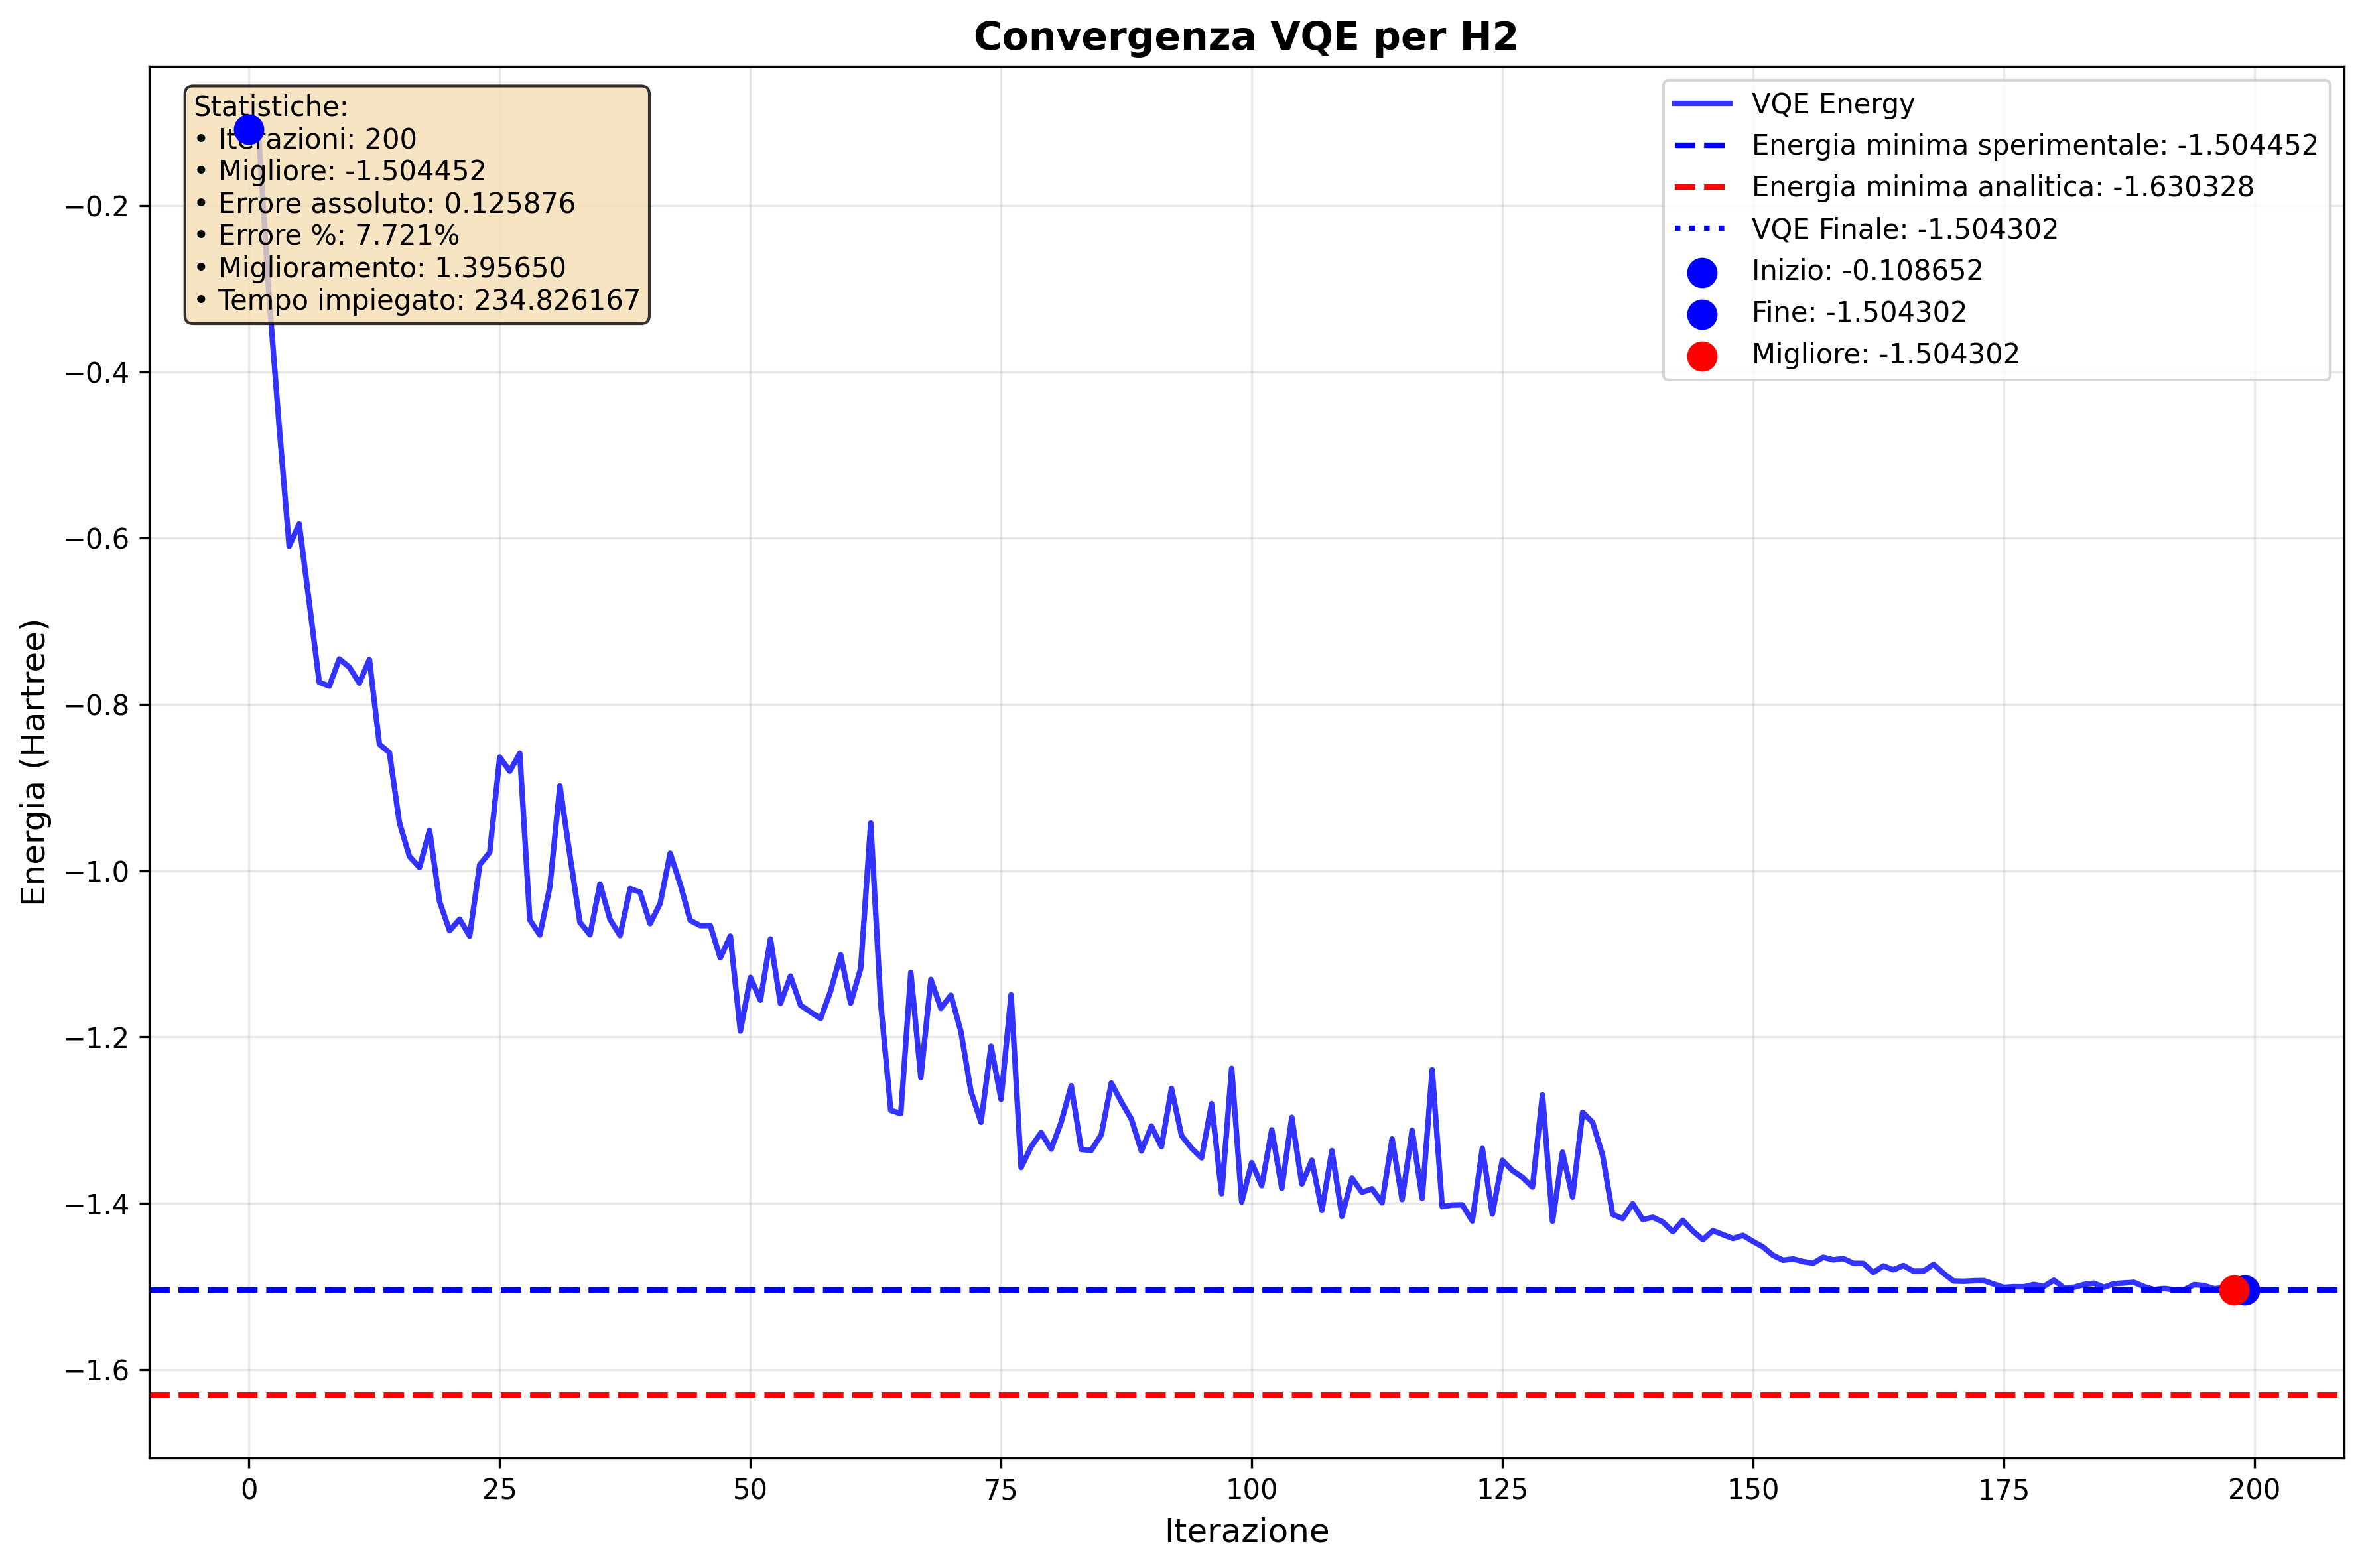 Convergenza VQE per H2
Statistiche:
• Iterazioni: 200
• Migliore: -1.504452
• Errore assoluto: 0.125876
• Errore %: 7.721%
• Miglioramento: 1.395650
• Tempo impiegato: 234.826167
VQE Energy
Energia minima sperimentale: -1.504452
Energia minima analitica: -1.630328
VQE Finale: -1.504302
Inizio: -0.108652
Fine: -1.504302
Migliore: -1.504302
Energia (Hartree)
−0.2
−0.4
−0.6
−0.8
−1.0
−1.2
−1.4
−1.6
0 25 50 75 100 125 150 175 200
Iterazione